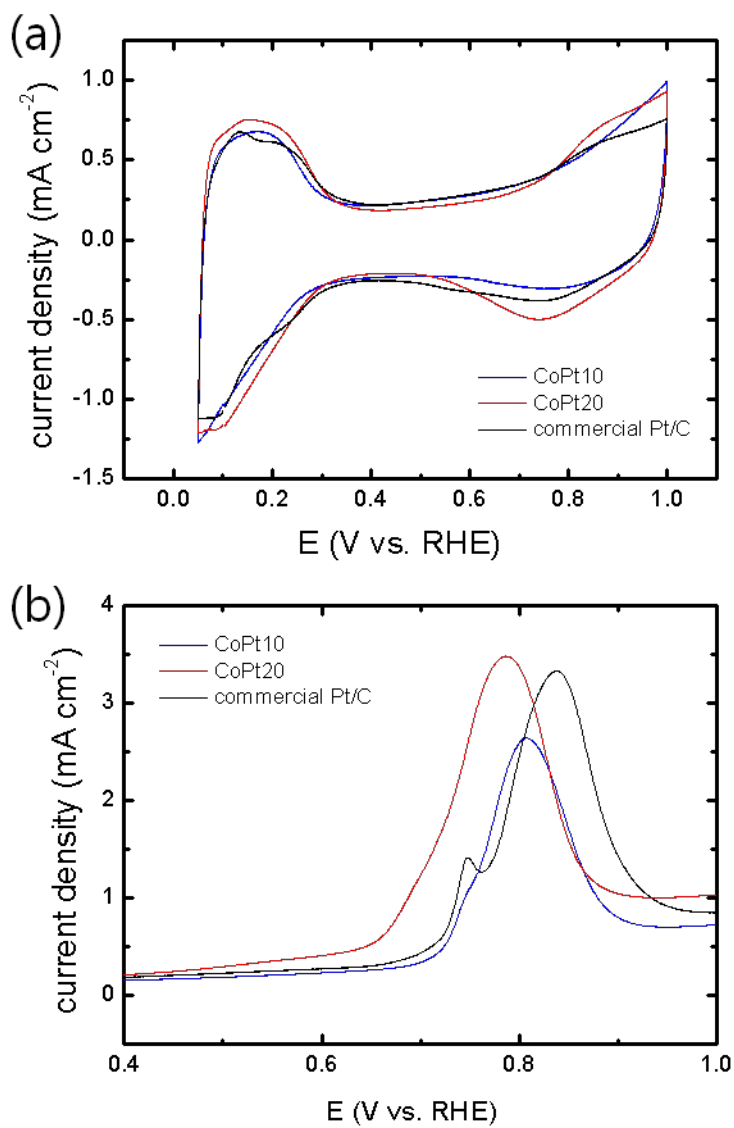 (a)
1.0
0.5
0.0
-0.5
-1.0
-1.5
current density (mA cm⁻²)
CoPt10
CoPt20
commercial Pt/C
0.0 0.2 0.4 0.6 0.8 1.0
E (V vs. RHE)
(b)
4
3
2
1
0
current density (mA cm⁻²)
CoPt10
CoPt20
commercial Pt/C
0.4 0.6 0.8 1.0
E (V vs. RHE)